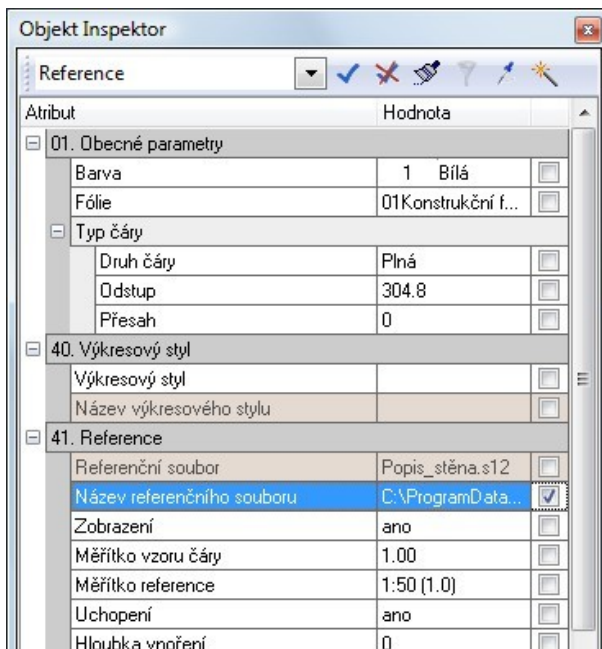 Objekt Inspektor
Reference
Atribut Hodnota
01. Obecné parametry
Barva 1 Bílá
Fólie 01Konstrukční f...
Typ čáry
Druh čáry Plná
Odstup 304.8
Přesah 0
40. Výkresový styl
Výkresový styl
Název výkresového stylu
41. Reference
Referenční soubor Popis_stěna.s12
Název referenčního souboru C:\ProgramData...
Zobrazení ano
Měřítko vzoru čáry 1.00
Měřítko reference 1:50 (1.0)
Uchopení ano
Hloubka vnoření 0